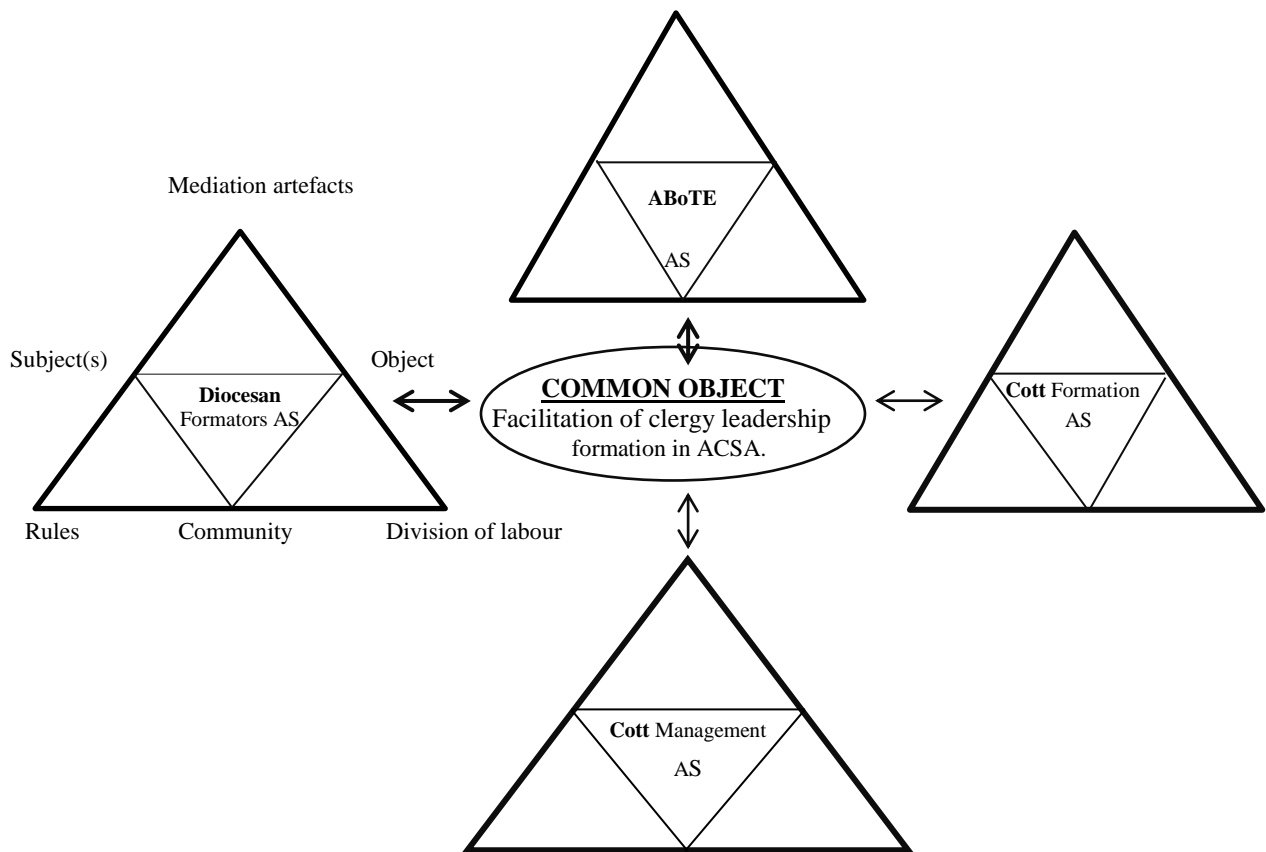 ABoTE
AS
Mediation artefacts
Subject(s)
Object
Diocesan
Formators AS
Rules
Community
Division of labour
COMMON OBJECT
Facilitation of clergy leadership
formation in ACSA.
Cott Formation
AS
Cott Management
AS